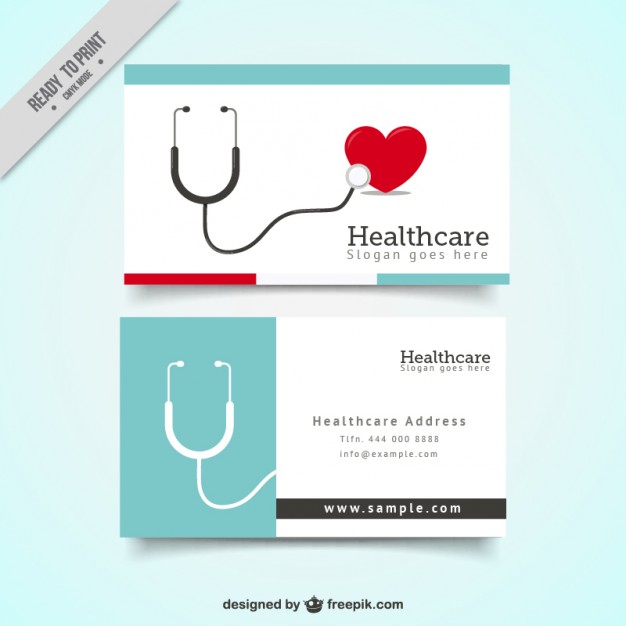 READY TO PRINT
CMYK MODE
Healthcare
Slogan goes here
Healthcare
Slogan goes here
Healthcare Address
Tlfn. 444 000 8888
info@example.com
www.sample.com
designed by freepik.com